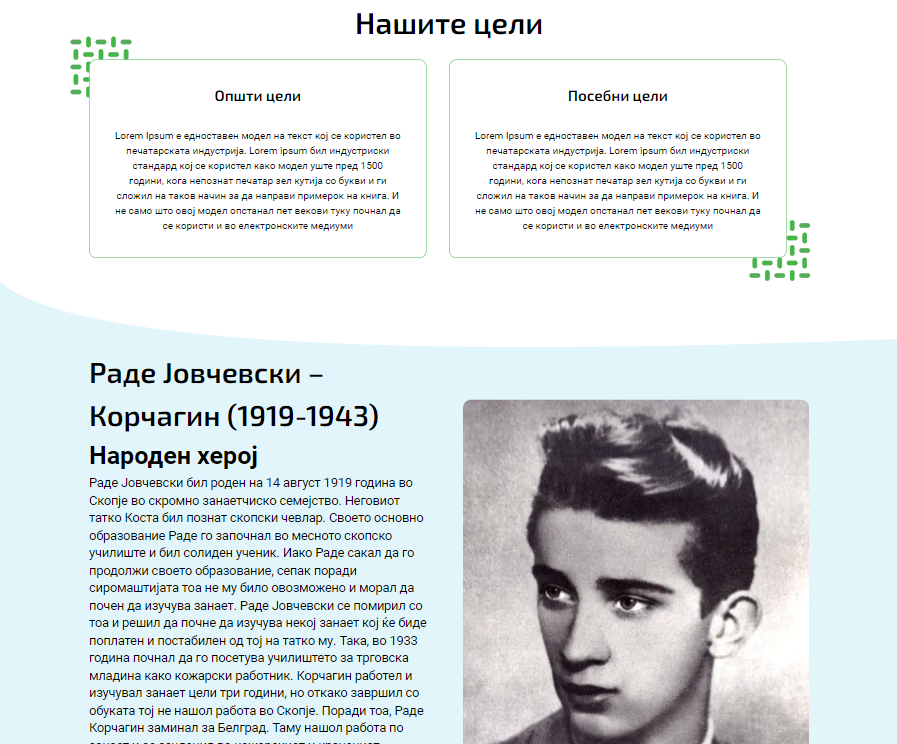 Нашите цели
Општи цели
Lorem Ipsum е едноставен модел на текст кој се користел во
печатарската индустрија. Lorem ipsum бил индустриски
стандард кој се користел како модел уште пред 1500
години, кога непознат печатар зел кутија со букви и ги
сложил на таков начин за да направи примерок на книга. И
не само што овој модел опстанал пет векови туку почнал да
се користи и во електронските медиуми
Посебни цели
Lorem Ipsum е едноставен модел на текст кој се користел во
печатарската индустрија. Lorem ipsum бил индустриски
стандард кој се користел како модел уште пред 1500
години, кога непознат печатар зел кутија со букви и ги
сложил на таков начин за да направи примерок на книга. И
не само што овој модел опстанал пет векови туку почнал да
се користи и во електронските медиуми
Раде Јовчевски –
Корчагин (1919-1943)
Народен херој
Раде Јовчевски бил роден на 14 август 1919 година во
Скопје во скромно занаетчиско семејство. Неговиот
татко Коста бил познат скопски чевлар. Своето основно
образование Раде го започнал во месното скопско
училиште и бил солиден ученик. Иако Раде сакал да го
продолжи своето образование, сепак поради
сиромаштијата тоа не му било овозможено и морал да
почен да изучува занает. Раде Јовчевски се помирил со
тоа и решил да почне да изучува некој занает кој ќе биде
поплатен и постабилен од тој на татко му. Така, во 1933
година почнал да го посетува училиштето за трговска
младина како кожарски работник. Корчагин работел и
изучувал занает цели три години, но откако завршил со
обуката тој не нашол работа во Скопје. Поради тоа, Раде
Корчагин заминал за Белград. Таму нашол работа по